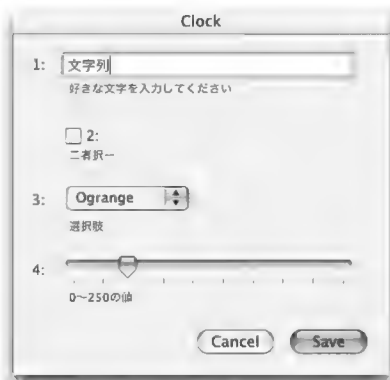 Clock
1: 文字列
好きな文字を入力してください
2:
二者択一
3: Ogrange
選択肢
4:
0〜250の値
Cancel Save